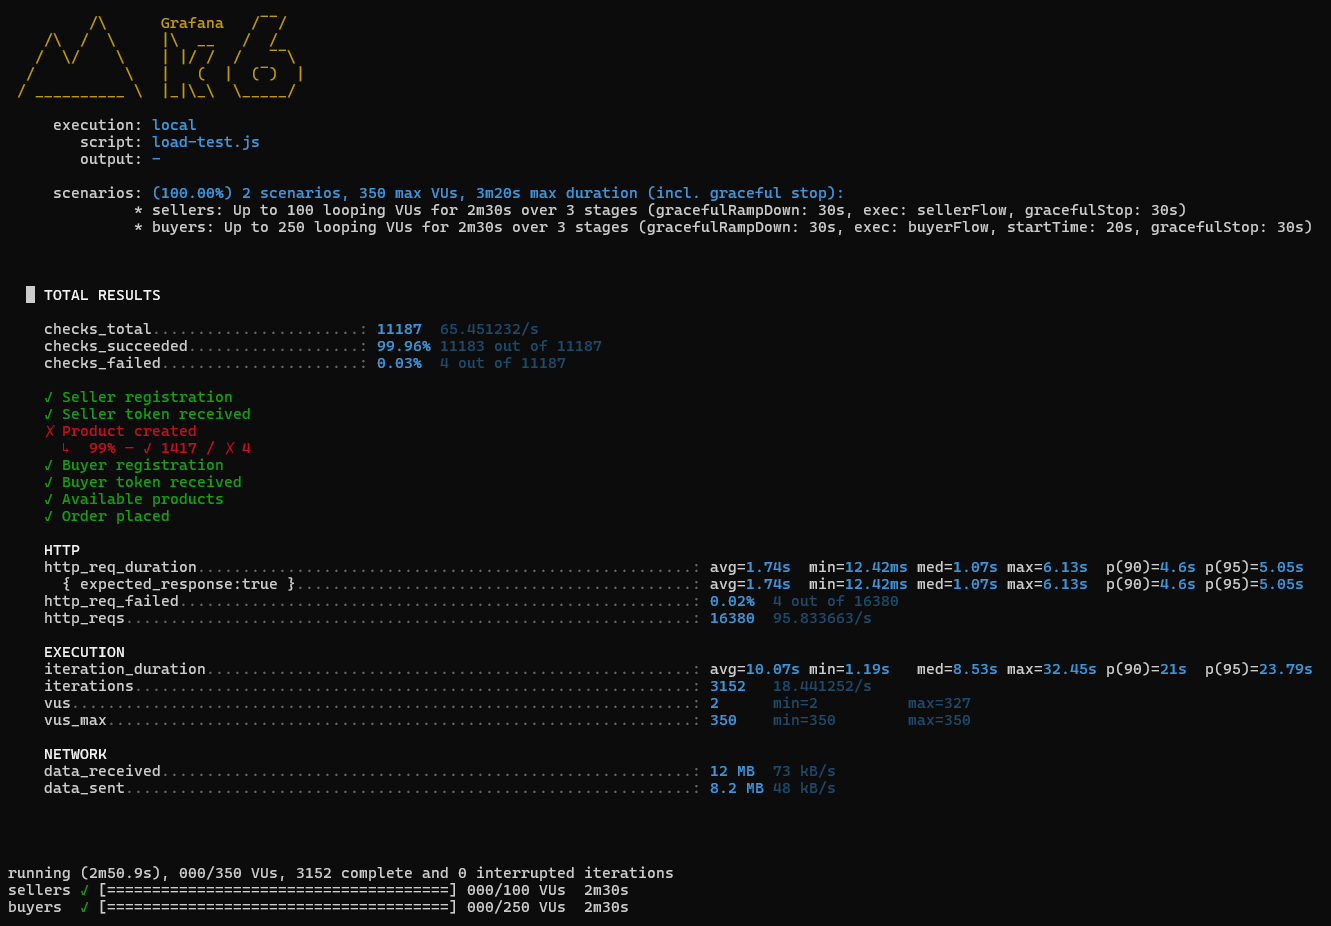 Grafana
execution: local
script: load-test.js
output: -
scenarios: (100.00%) 2 scenarios, 350 max VUs, 3m20s max duration (incl. graceful stop):
* sellers: Up to 100 looping VUs for 2m30s over 3 stages (gracefulRampDown: 30s, exec: sellerFlow, gracefulStop: 30s)
* buyers: Up to 250 looping VUs for 2m30s over 3 stages (gracefulRampDown: 30s, exec: buyerFlow, startTime: 20s, gracefulStop: 30s)
█ TOTAL RESULTS
checks_total.......................: 11187 65.451232/s
checks_succeeded...................: 99.96% 11183 out of 11187
checks_failed......................: 0.03% 4 out of 11187
✓ Seller registration
✓ Seller token received
✗ Product created
↳ 99% — ✓ 1417 / ✗ 4
✓ Buyer registration
✓ Buyer token received
✓ Available products
✓ Order placed
HTTP
http_req_duration.......................................................: avg=1.74s min=12.42ms med=1.07s max=6.13s p(90)=4.6s p(95)=5.05s
{ expected_response:true }............................................: avg=1.74s min=12.42ms med=1.07s max=6.13s p(90)=4.6s p(95)=5.05s
http_req_failed.........................................................: 0.02% 4 out of 16380
http_reqs...............................................................: 16380 95.833663/s
EXECUTION
iteration_duration......................................................: avg=10.07s min=1.19s med=8.53s max=32.45s p(90)=21s p(95)=23.79s
iterations..............................................................: 3152 18.441252/s
vus.....................................................................: 2 min=2 max=327
vus_max.................................................................: 350 min=350 max=350
NETWORK
data_received...........................................................: 12 MB 73 kB/s
data_sent...............................................................: 8.2 MB 48 kB/s
running (2m50.9s), 000/350 VUs, 3152 complete and 0 interrupted iterations
sellers ✓ [======================================] 000/100 VUs 2m30s
buyers ✓ [======================================] 000/250 VUs 2m30s